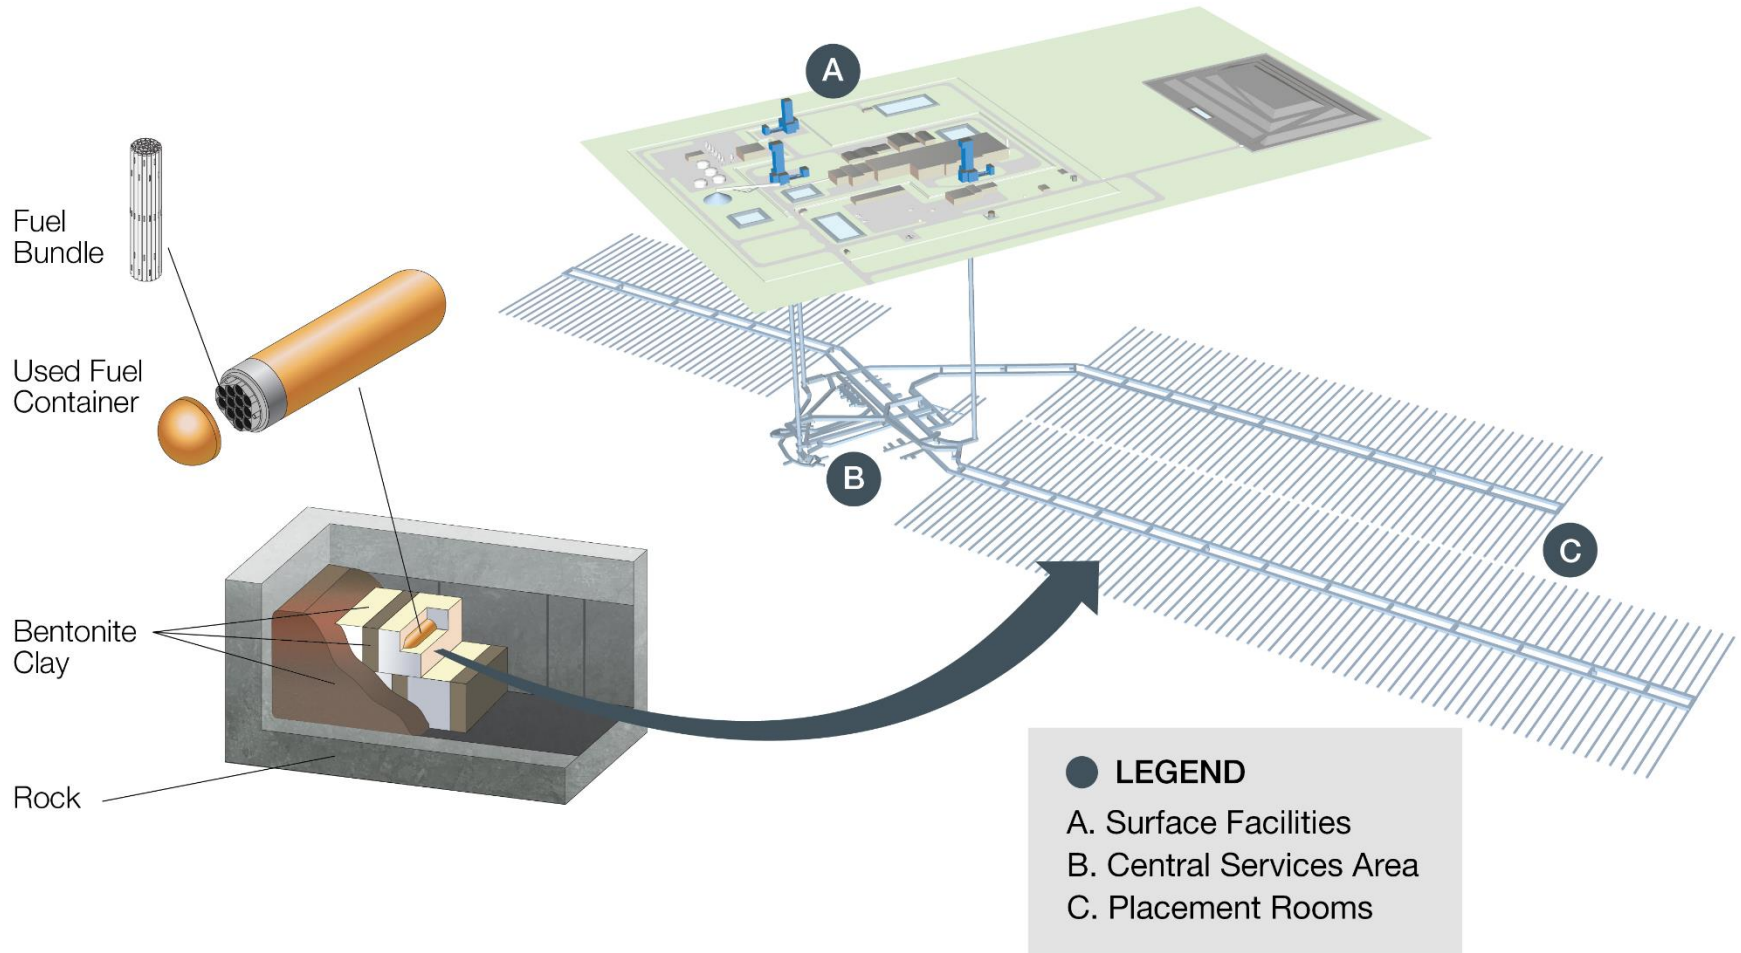 A
Fuel
Bundle
Used Fuel
Container
B
C
Bentonite
Clay
Rock
LEGEND
A. Surface Facilities
B. Central Services Area
C. Placement Rooms